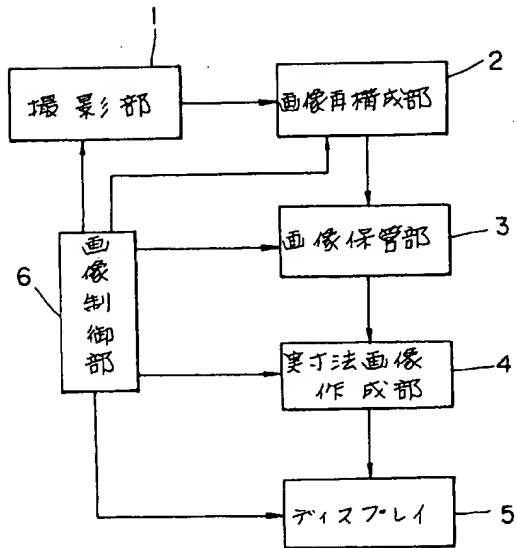 1
撮影部
2
画像再構成部
画像保管部
3
6
画像制御部
実寸法画像
作成部
4
ディスプレイ
5